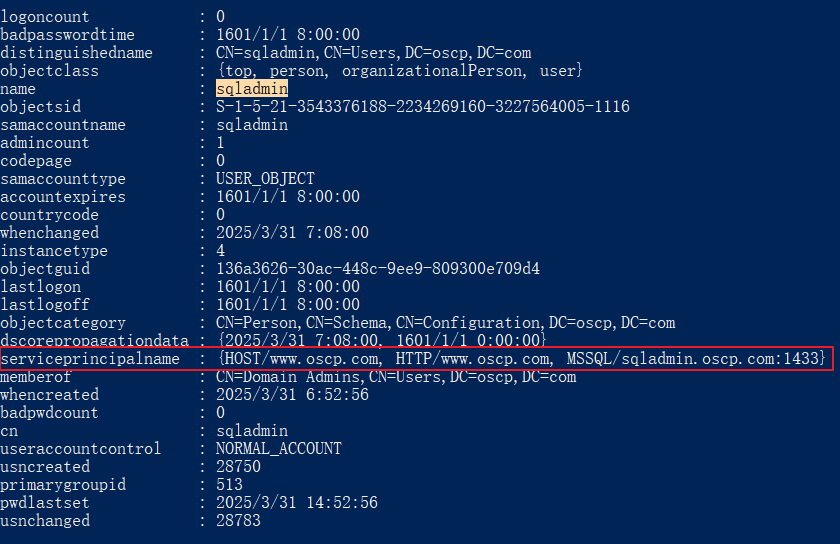 logoncount : 0
badpasswordtime : 1601/1/1 8:00:00
distinguishedname : CN=sqladmin,CN=Users,DC=oscp,DC=com
objectclass : {top, person, organizationalPerson, user}
name : sqladmin
objectsid : S-1-5-21-3543376188-2234269160-3227564005-1116
samaccountname : sqladmin
admincount : 1
codepage : 0
samaccounttype : USER_OBJECT
accountexpires : 1601/1/1 8:00:00
countrycode : 0
whenchanged : 2025/3/31 7:08:00
instancetype : 4
objectguid : 136a3626-30ac-448c-9ee9-809300e709d4
lastlogon : 1601/1/1 8:00:00
lastlogoff : 1601/1/1 8:00:00
objectcategory : CN=Person,CN=Schema,CN=Configuration,DC=oscp,DC=com
dscorepropagationdata : {2025/3/31 7:08:00, 1601/1/1 0:00:00}
serviceprincipalname : {HOST/www.oscp.com, HTTP/www.oscp.com, MSSQL/sqladmin.oscp.com:1433}
memberof : CN=Domain Admins,CN=Users,DC=oscp,DC=com
whencreated : 2025/3/31 6:52:56
badpwdcount : 0
cn : sqladmin
useraccountcontrol : NORMAL_ACCOUNT
usncreated : 28750
primarygroupid : 513
pwdlastset : 2025/3/31 14:52:56
usnchanged : 28783